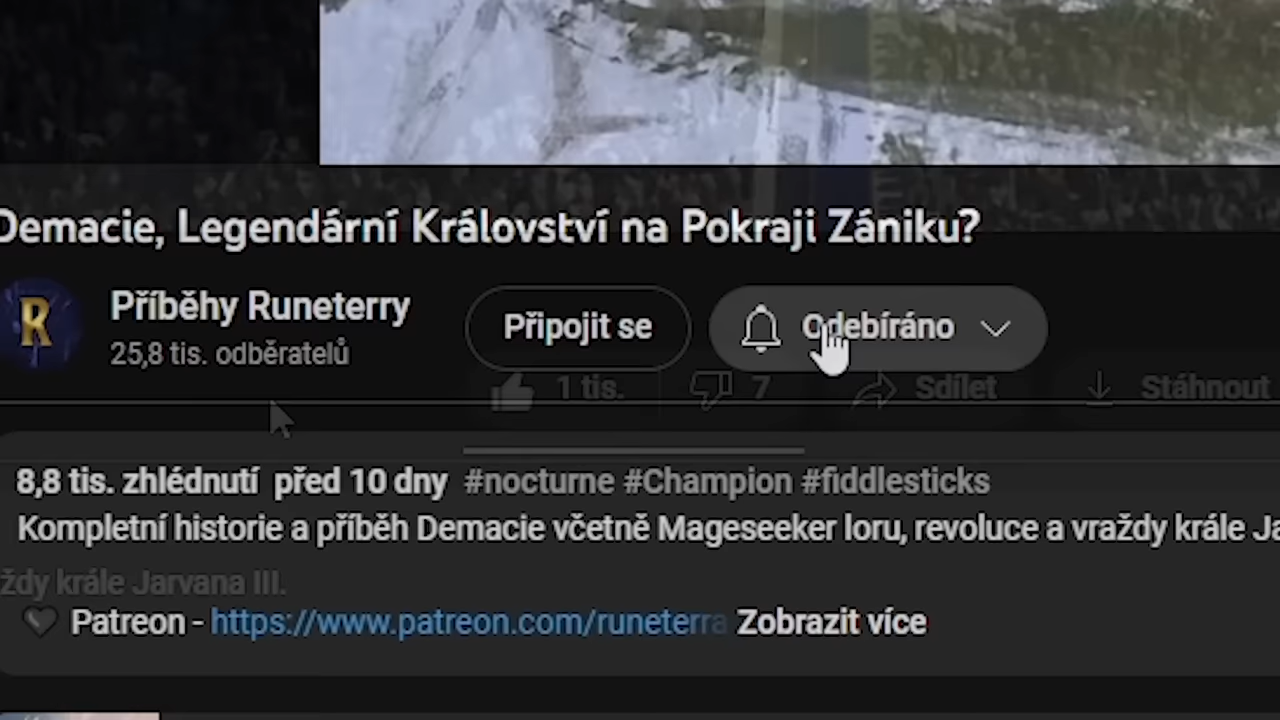 Demacie, Legendární Království na Pokraji Zániku?
R
Příběhy Runeterry
25,8 tis. odběratelů
Připojit se
Odebíráno
1 tis.
7
Sdílet
Stáhnout
8,8 tis. zhlédnutí před 10 dny #nocturne #Champion #fiddlesticks
Kompletní historie a příběh Demacie včetně Mageseeker loru, revoluce a vraždy krále Ja
ždy krále Jarvana III.
Patreon - https://www.patreon.com/runeterra Zobrazit více